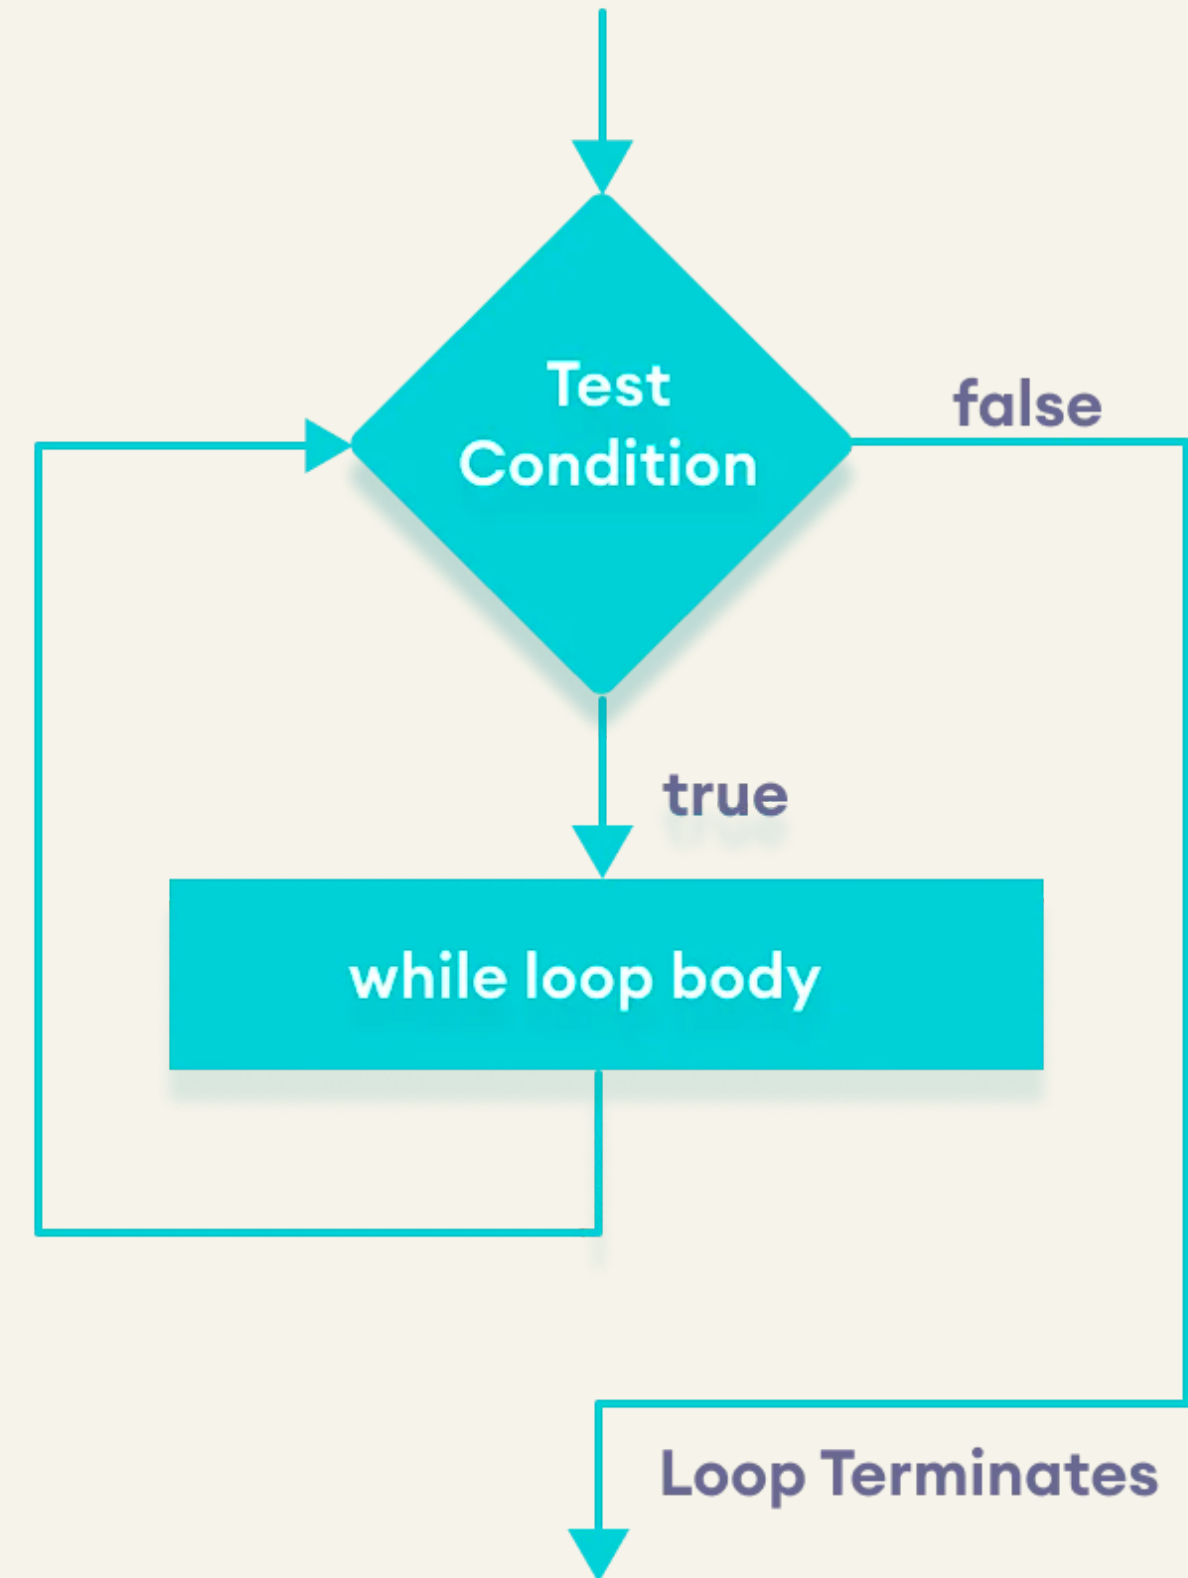 Test
Condition
false
true
while loop body
Loop Terminates